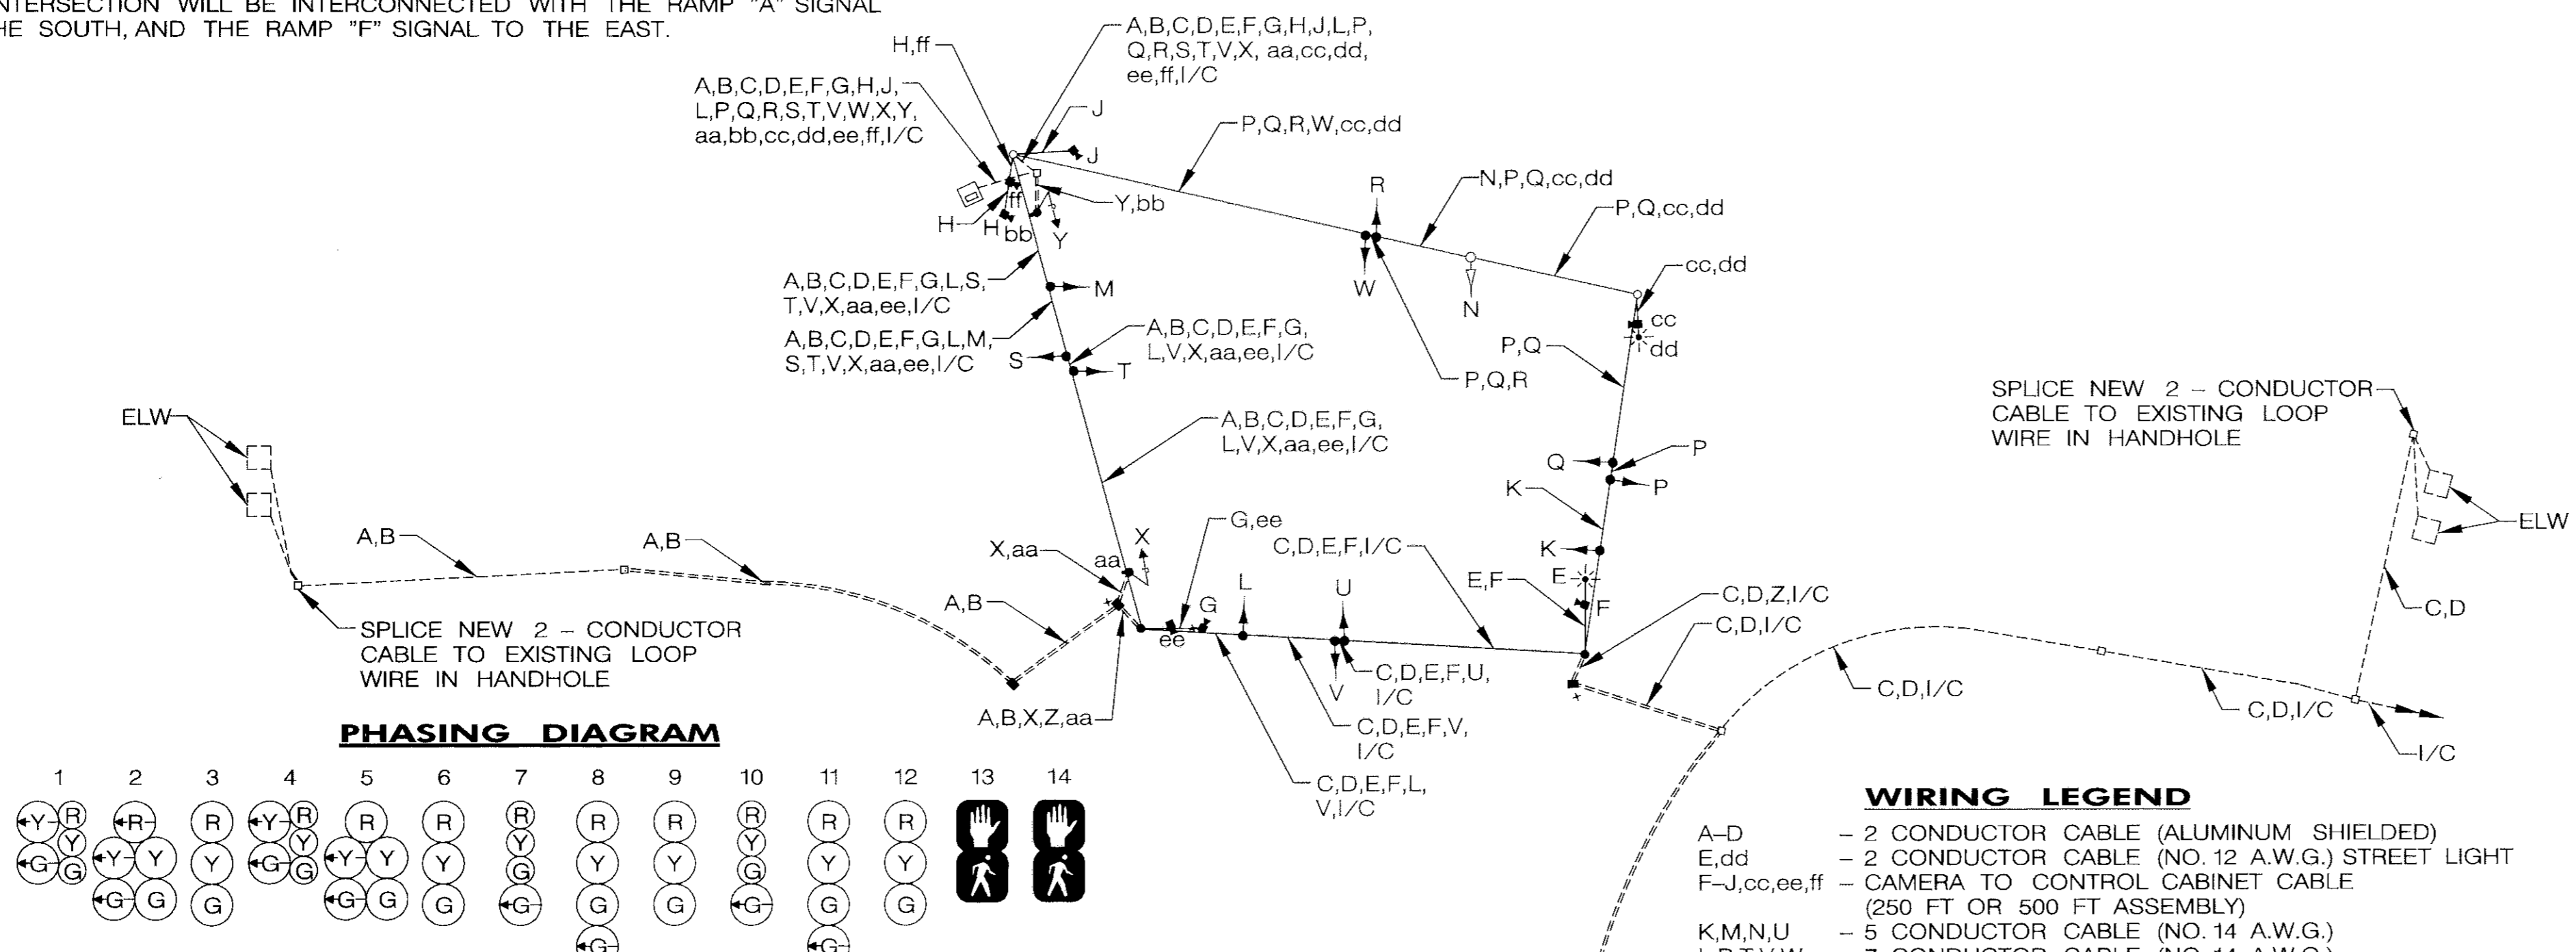 INTERSECTION WILL BE INTERCONNECTED WITH THE RAMP "A" SIGNAL
THE SOUTH, AND THE RAMP "F" SIGNAL TO THE EAST.
H,ff
A,B,C,D,E,F,G,H,J,L,P,
Q,R,S,T,V,X, aa,cc,dd,
ee,ff,I/C
A,B,C,D,E,F,G,H,J,
L,P,Q,R,S,T,V,W,X,Y,
aa,bb,cc,dd,ee,ff,I/C
J
J
P,Q,R,W,cc,dd
R
N,P,Q,cc,dd
P,Q,cc,dd
ff
Y,bb
H
H
bb
Y
W
N
cc,dd
A,B,C,D,E,F,G,L,S,
T,V,X,aa,ee,I/C
M
A,B,C,D,E,F,G,L,M,
S,T,V,X,aa,ee,I/C
A,B,C,D,E,F,G,
L,V,X,aa,ee,I/C
S
T
P,Q,R
cc
dd
P,Q
ELW
A,B,C,D,E,F,G,
L,V,X,aa,ee,I/C
SPLICE NEW 2 – CONDUCTOR
CABLE TO EXISTING LOOP
WIRE IN HANDHOLE
Q
P
P
K
ELW
A,B
A,B
X,aa
aa
X
G,ee
C,D,E,F,I/C
K
E
E,F
F
A,B
G
ee
L
U
V
C,D,Z,I/C
C,D,I/C
C,D
SPLICE NEW 2 – CONDUCTOR
CABLE TO EXISTING LOOP
WIRE IN HANDHOLE
A,B,X,Z,aa
C,D,E,F,U,
I/C
C,D,E,F,V,
I/C
C,D,E,F,L,
V,I/C
C,D,I/C
C,D,I/C
I/C
PHASING DIAGRAM
1 2 3 4 5 6 7 8 9 10 11 12 13 14
Y R Y G G
R Y Y G G
R Y G
Y R Y G G
R Y Y G G
R Y G
R Y G G
R Y G G
R Y G
R Y G G
R Y G G
R Y G
WIRING LEGEND
A–D – 2 CONDUCTOR CABLE (ALUMINUM SHIELDED)
E,dd – 2 CONDUCTOR CABLE (NO. 12 A.W.G.) STREET LIGHT
F–J,cc,ee,ff – CAMERA TO CONTROL CABINET CABLE
(250 FT OR 500 FT ASSEMBLY)
K,M,N,U – 5 CONDUCTOR CABLE (NO. 14 A.W.G.)